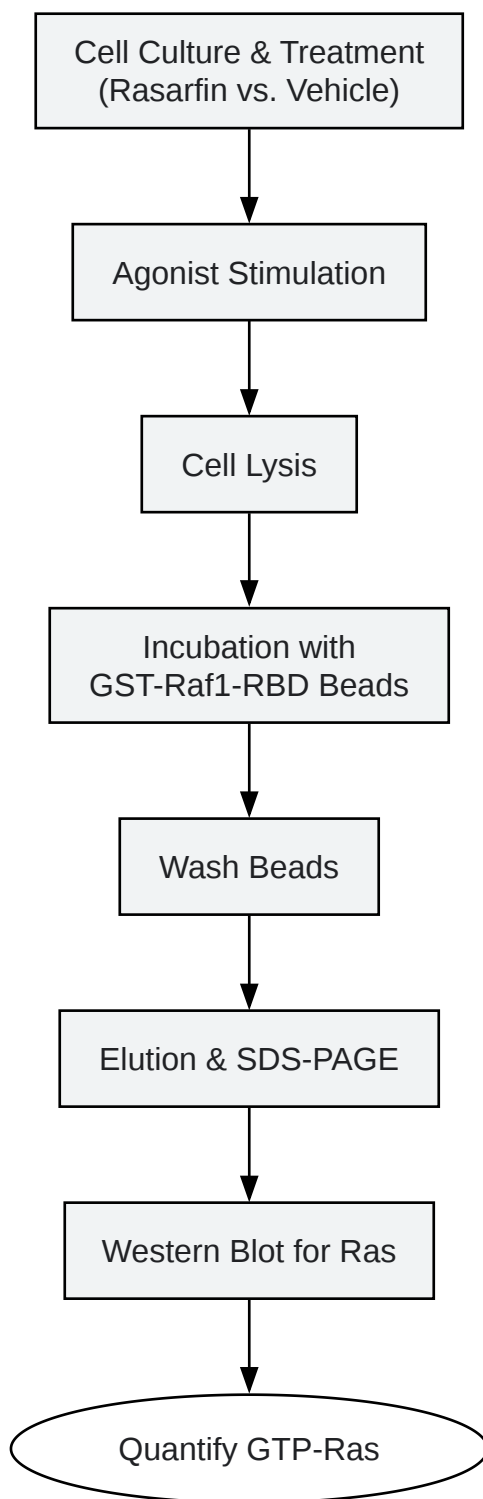 Cell Culture & Treatment
(Rasarfin vs. Vehicle)
Agonist Stimulation
Cell Lysis
Incubation with
GST-Raf1-RBD Beads
Wash Beads
Elution & SDS-PAGE
Western Blot for Ras
Quantify GTP-Ras